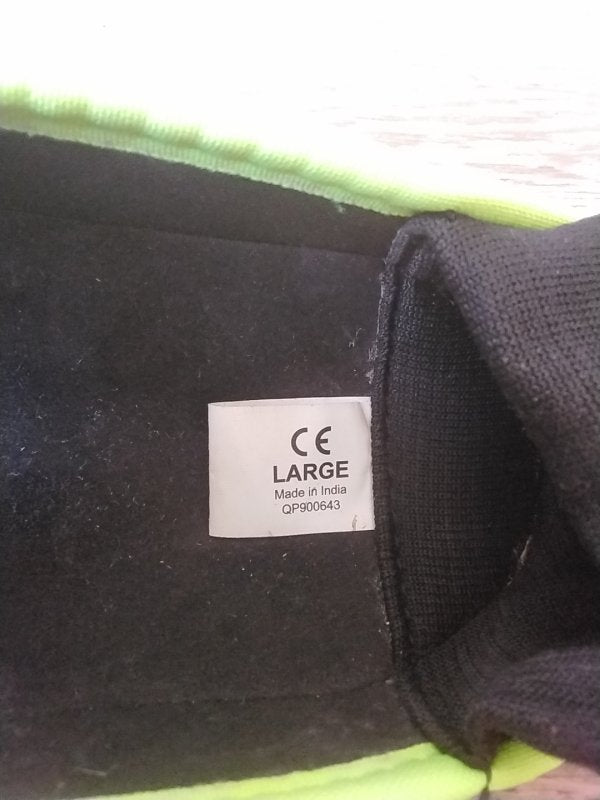 CE
LARGE
Made in India
QP900643